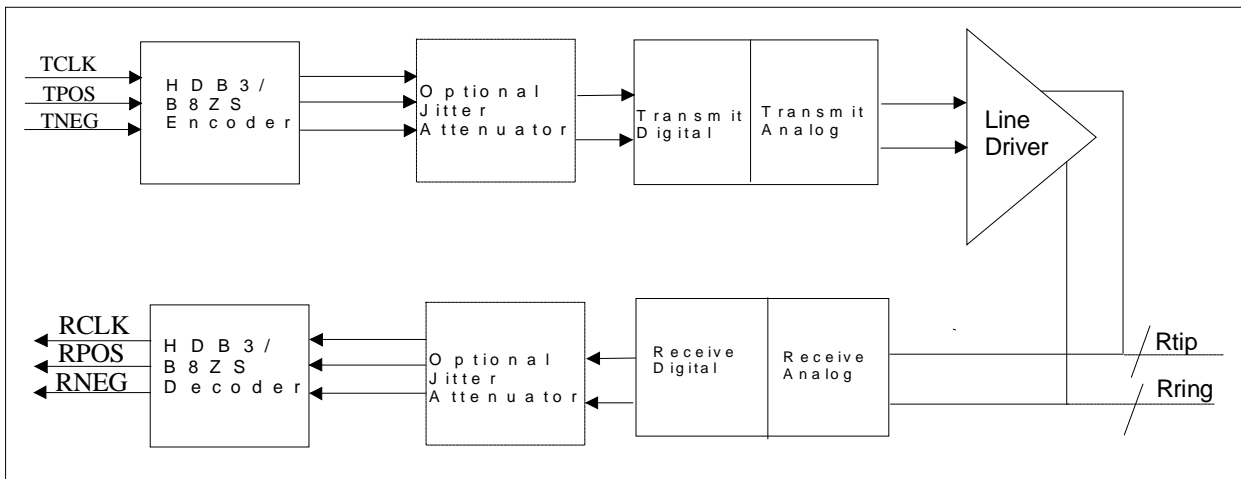 TCLK
TPOS
TNEG
HDB3/
B8ZS
Encoder
Optional
Jitter
Attenuator
Transmit
Digital
Transmit
Analog
Line
Driver
RCLK
RPOS
RNEG
HDB3/
B8ZS
Decoder
Optional
Jitter
Attenuator
Receive
Digital
Receive
Analog
Rtip
Rring